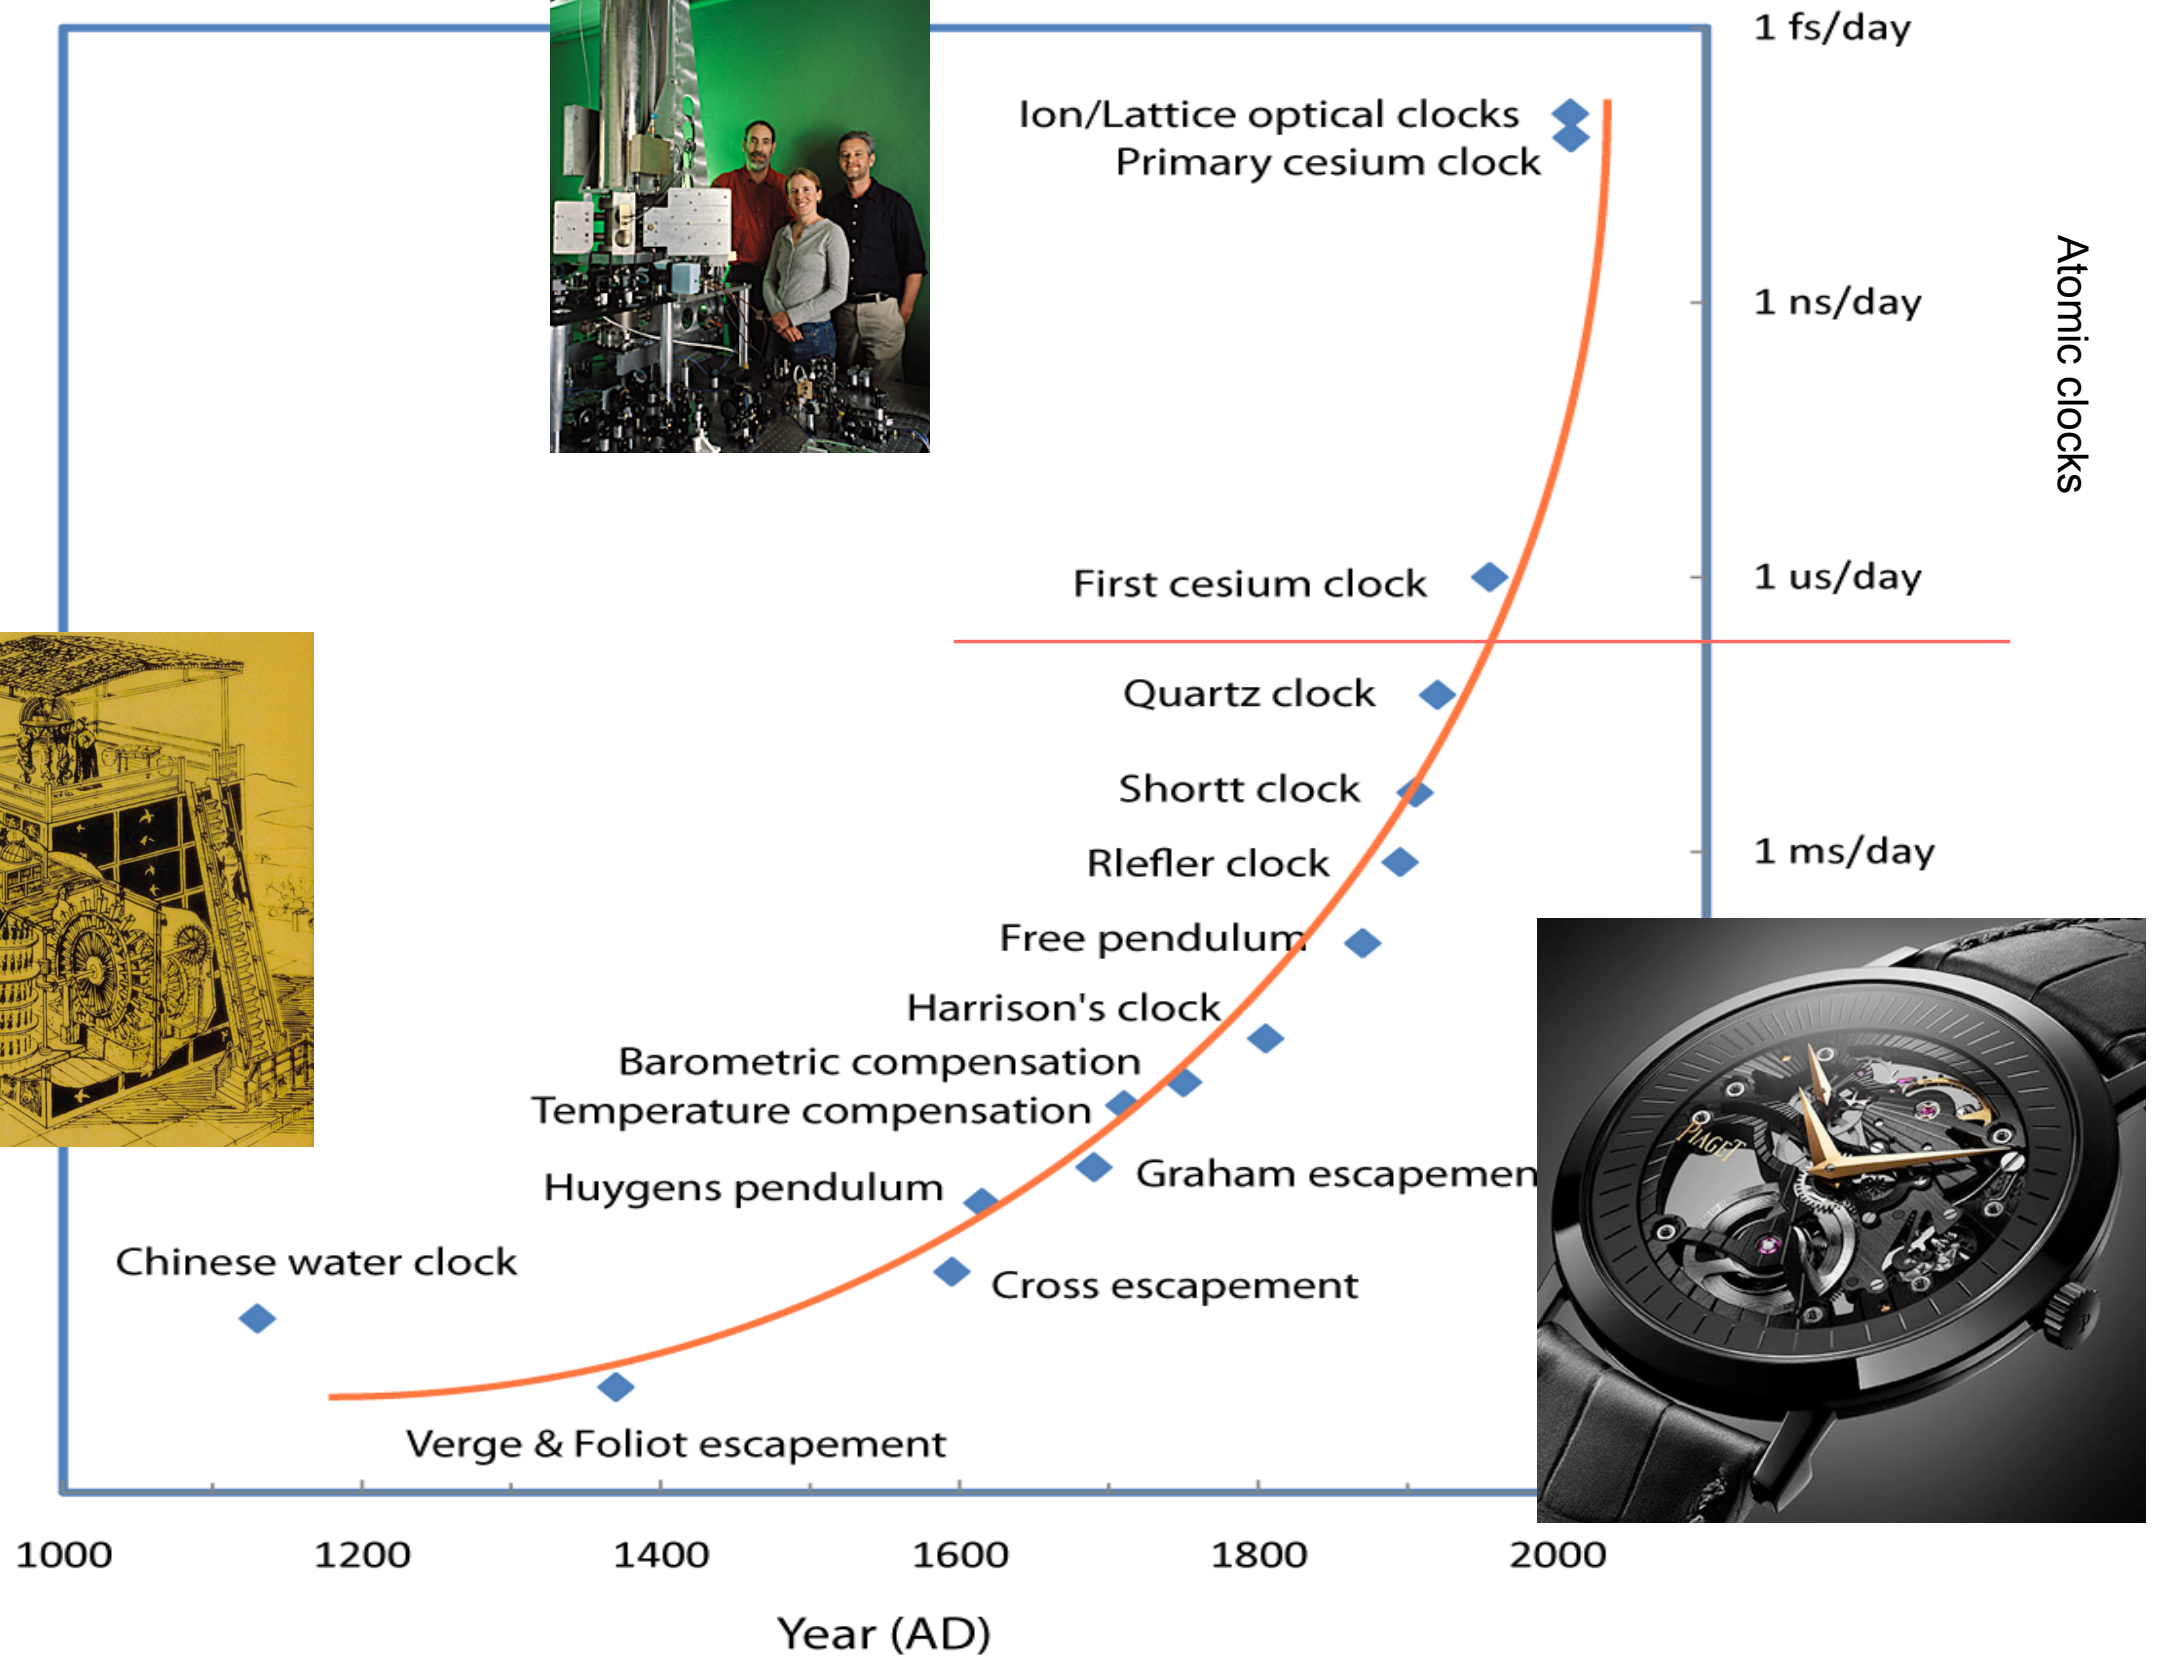 1 fs/day
Ion/Lattice optical clocks
Primary cesium clock
1 ns/day
Atomic clocks
First cesium clock
1 us/day
Quartz clock
Shortt clock
1 ms/day
Rlefler clock
Free pendulum
Harrison's clock
Barometric compensation
Temperature compensation
PIAGET
Graham escapemen
Huygens pendulum
Chinese water clock
Cross escapement
Verge & Foliot escapement
1000 1200 1400 1600 1800 2000
Year (AD)